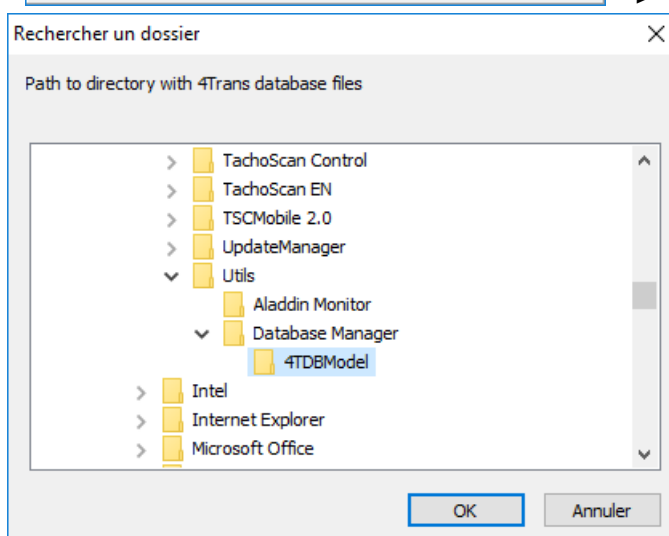 Rechercher un dossier
Path to directory with 4Trans database files
TachoScan Control
TachoScan EN
TSCMobile 2.0
UpdateManager
Utils
Aladdin Monitor
Database Manager
4TDBModel
Intel
Internet Explorer
Microsoft Office
OK Annuler